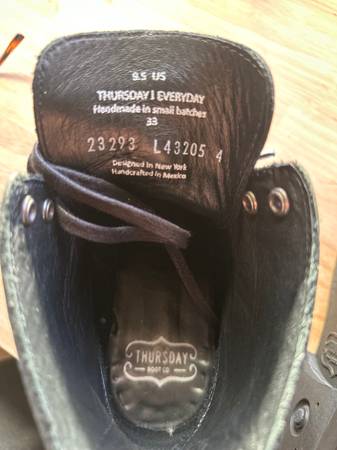 9.5 US
THURSDAY | EVERYDAY
Handmade in small batches
33
23293 L43205 4
Designed in New York
Handcrafted in Mexico
THURSDAY
BOOT CO.